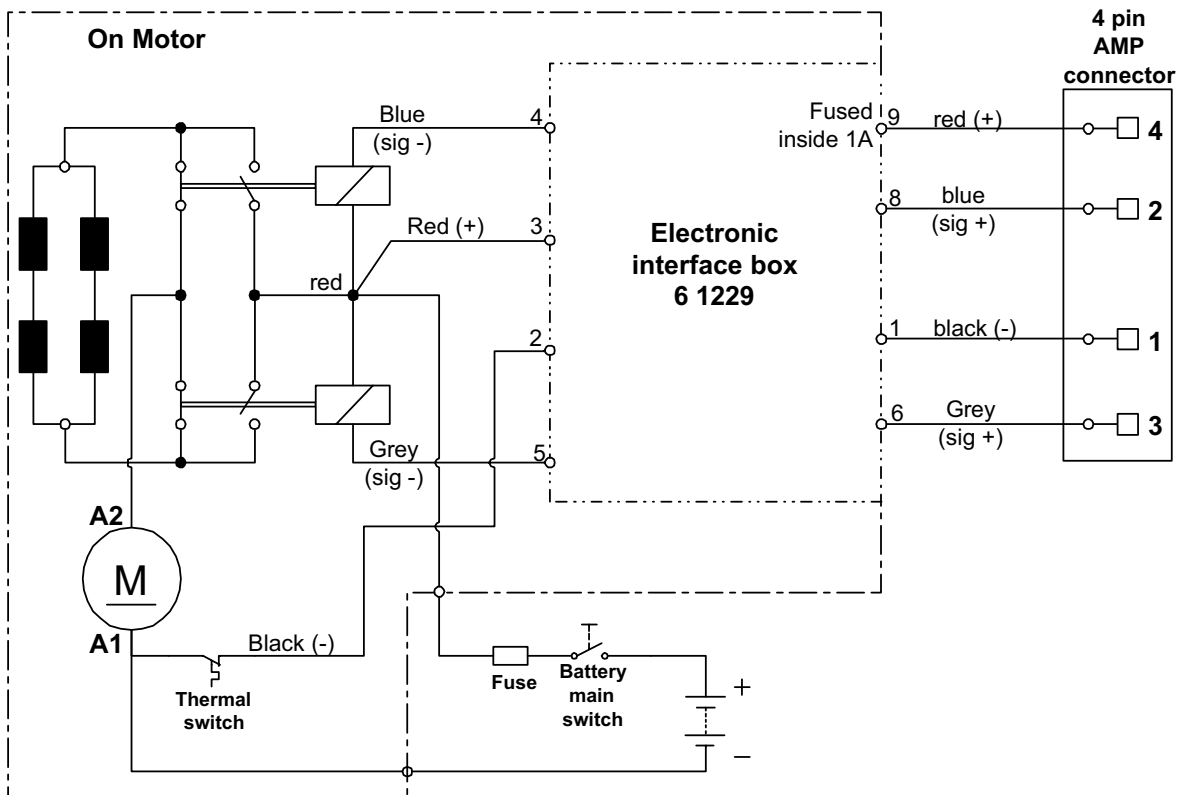 On Motor
4 pin
AMP
connector
Blue
(sig -)
4
Fused
inside 1A
9
red (+)
4
8
blue
(sig +)
2
Red (+)
3
Electronic
interface box
6 1229
red
2
1
black (-)
1
6
Grey
(sig +)
3
Grey
(sig -)
5
A2
M
A1
Black (-)
Thermal
switch
Fuse
Battery
main
switch
+
−